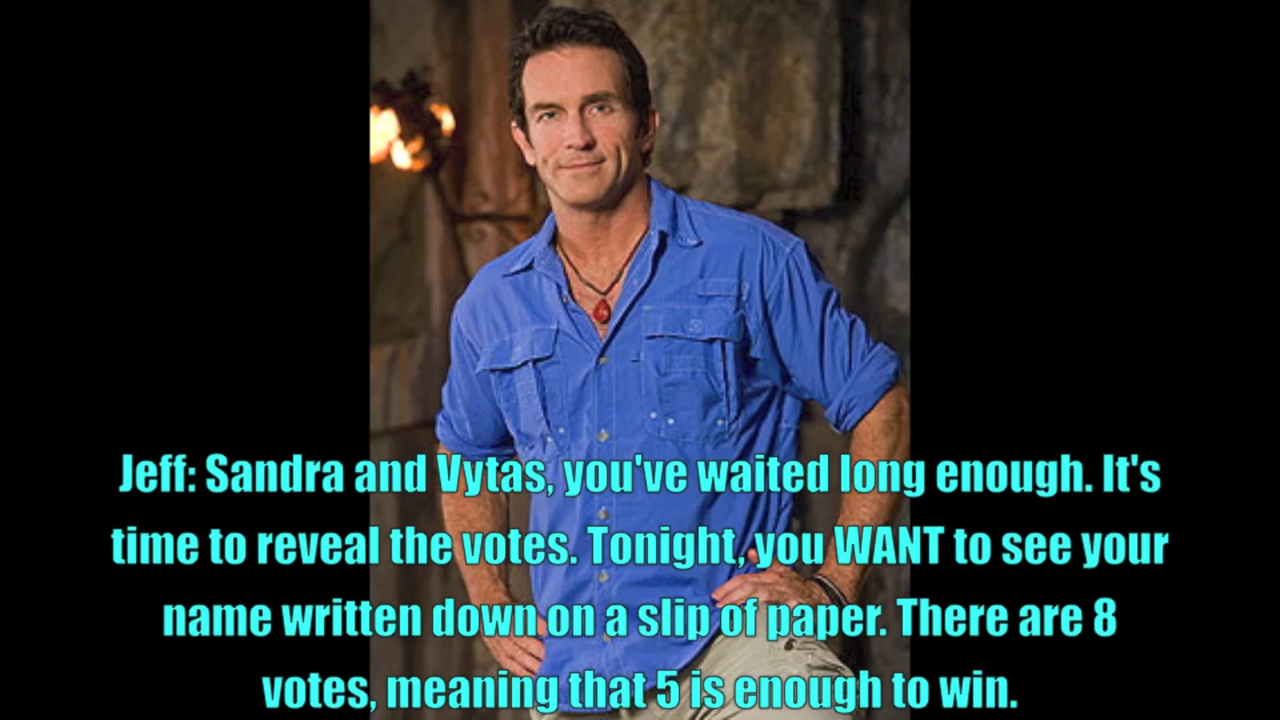 Jeff: Sandra and Vytas, you've waited long enough. It's
time to reveal the votes. Tonight, you WANT to see your
name written down on a slip of paper. There are 8
votes, meaning that 5 is enough to win.